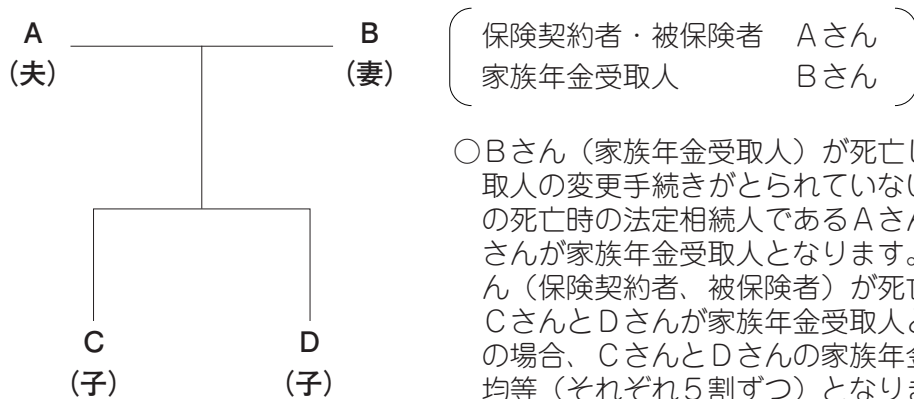 A
B
(夫)
(妻)
C
D
(子)
(子)
保険契約者・被保険者 Aさん
家族年金受取人 Bさん
○Bさん（家族年金受取人）が死亡し
取人の変更手続きがとられていない
の死亡時の法定相続人であるAさん
さんが家族年金受取人となります。
ん（保険契約者、被保険者）が死亡
CさんとDさんが家族年金受取人と
の場合、CさんとDさんの家族年金
均等（それぞれ5割ずつ）となりま